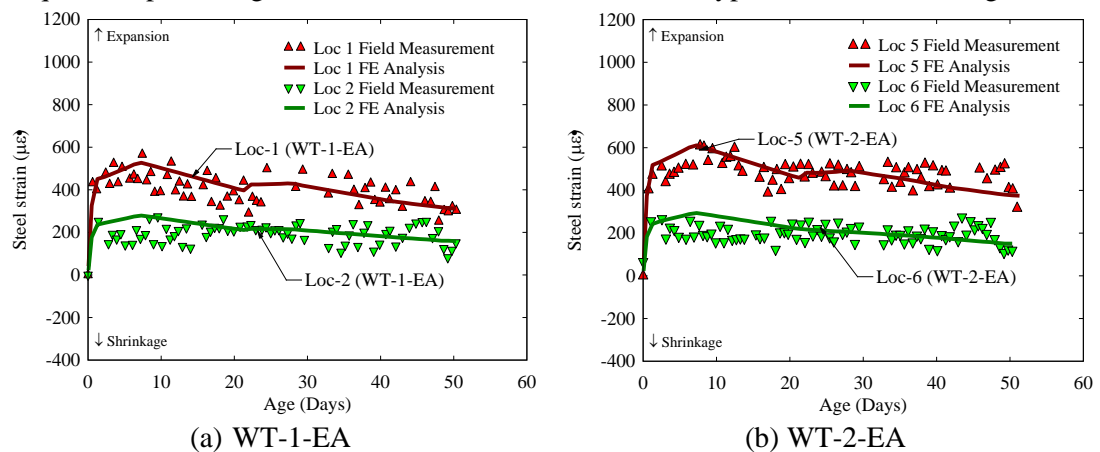 1200
↑ Expansion
1000
800
600
400
200
0
-200
↓ Shrinkage
-400
Steel strain (με)
Loc 1 Field Measurement
Loc 1 FE Analysis
Loc 2 Field Measurement
Loc 2 FE Analysis
Loc-1 (WT-1-EA)
Loc-2 (WT-1-EA)
0 10 20 30 40 50 60
Age (Days)
(a) WT-1-EA
1200
↑ Expansion
1000
800
600
400
200
0
-200
↓ Shrinkage
-400
Steel strain (με)
Loc 5 Field Measurement
Loc 5 FE Analysis
Loc 6 Field Measurement
Loc 6 FE Analysis
Loc-5 (WT-2-EA)
Loc-6 (WT-2-EA)
0 10 20 30 40 50 60
Age (Days)
(b) WT-2-EA